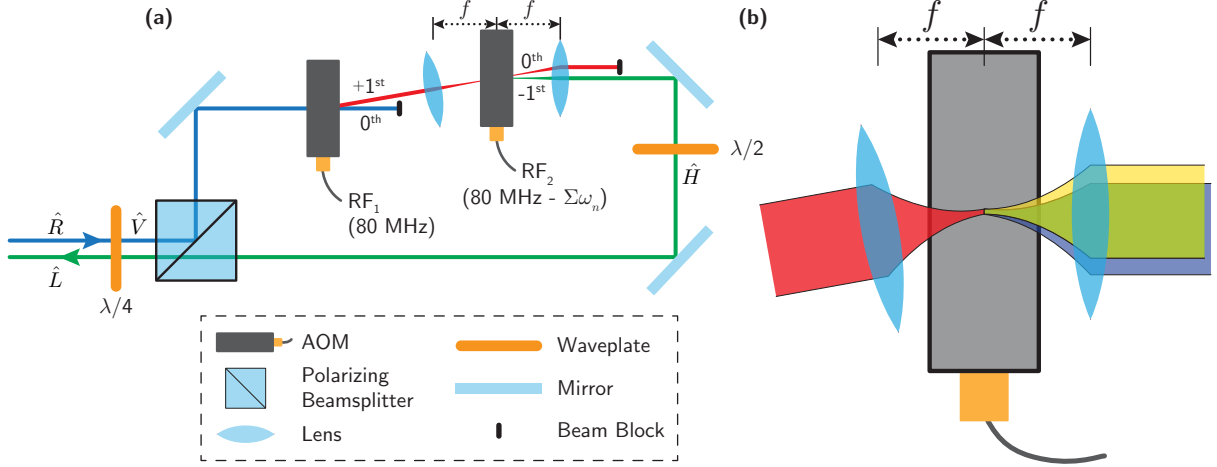 (a)
f
f
+1st
0th
0th
-1st
RF1
(80 MHz)
RF2
(80 MHz - Σωn)
λ/2
Ĥ
R̂
V̂
L̂
λ/4
AOM
Polarizing
Beamsplitter
Lens
Waveplate
Mirror
Beam Block
(b)
f
f